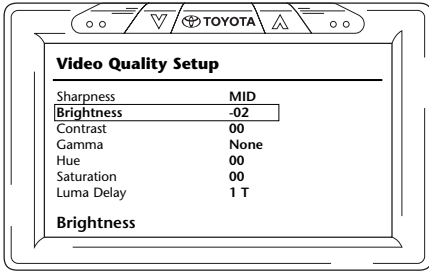 TOYOTA
Video Quality Setup
Sharpness MID
Brightness -02
Contrast 00
Gamma None
Hue 00
Saturation 00
Luma Delay 1 T
Brightness